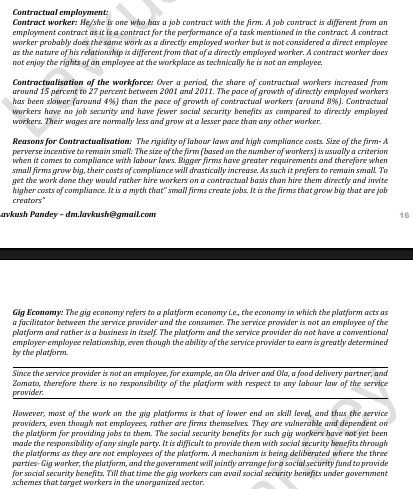 Contractual employment:
Contract worker: He/she is one who has a job contract with the firm. A job contract is different from an
employment contract as it is contract for the performance of a task mentioned in the contract. A contract
worker probably does the same work as a directly employed worker but is not considered a direct employee
as the nature of his relationship is different from that of a directly employed worker. A contract worker does
not enjoy the rights of an employee at the workplace as technically he is not an employee.
Contractualisation of the workforce: Over a period, the share of contractual workers increased from
around 15 percent to 27 percent between 2001 and 2011. The pace of growth of directly employed workers
has been slower (around 4%) than the pace of growth of contractual workers (around 8%). Contractual
workers have no job security and have fewer social security benefits as compared to directly employed
workers. Their wages are normally less and grow at a lesser pace than any other worker.
Reasons for Contractualisation: The rigidity of labour laws and high compliance costs. Size of the firm- A
perverse incentive to remain small: The size of the firm (based on the number of workers) is usually a criterion
when it comes to compliance with labour laws. Bigger firms have greater requirements and therefore when
small firms grow big, their costs of compliance will drastically increase. As such it is prefered to remain small. To
get the work done they would rather hire workers on a contractual basis than hire them directly and invite
higher costs of compliance. It is a myth" small firms create jobs. It is the firms that grow big that are job
creators"
avkush Pandey – dm.lavkush@gmail.com
16
Gig Economy: The gig economy refers to a platform economy i.e., the economy in which the platform acts as
a facilitator between the service provider and the consumer. The service provider is not an employee of the
platform and rather is a business in itself. The platform and the service provider do not have a conventional
employer-employee relationship, even though the ability of the service provider to earn is greatly determined
by the platform.
Since the service provider is not an employee, for example, an Ola driver and Ola, a food delivery partner, and
Zomato, therefore there is no responsibility of the platform with respect to any labour law of the service
provider.
However, most of the work on the gig platforms is that of lower end on skill level, and thus the service
providers, even though not employees, rather are firms themselves. They are vulnerable and dependent on
the platform for providing jobs to them. The social security benefits for such gig workers have not yet been
made the responsibility of any single party. It is difficult to provide them with social security benefits through
the platforms as they are not employees of the platform. A mechanism is being deliberated where the three
parties- Gig worker, the platform, and the government will jointly arrange for a social security fund to provide
for social security benefits. Till that time the gig workers can avail social security benefits under government
schemes that target workers in the unorganized sector.